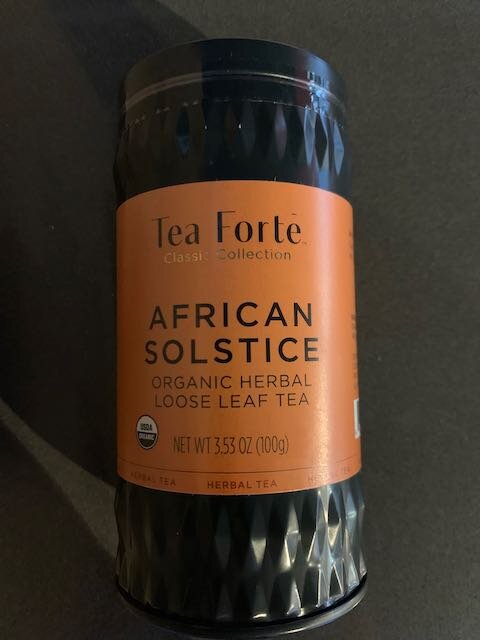 Tea Forté
Classic Collection
AFRICAN
SOLSTICE
ORGANIC HERBAL
LOOSE LEAF TEA
USDA
ORGANIC
NET WT 3.53 OZ (100g)
HERBAL TEA HERBAL TEA